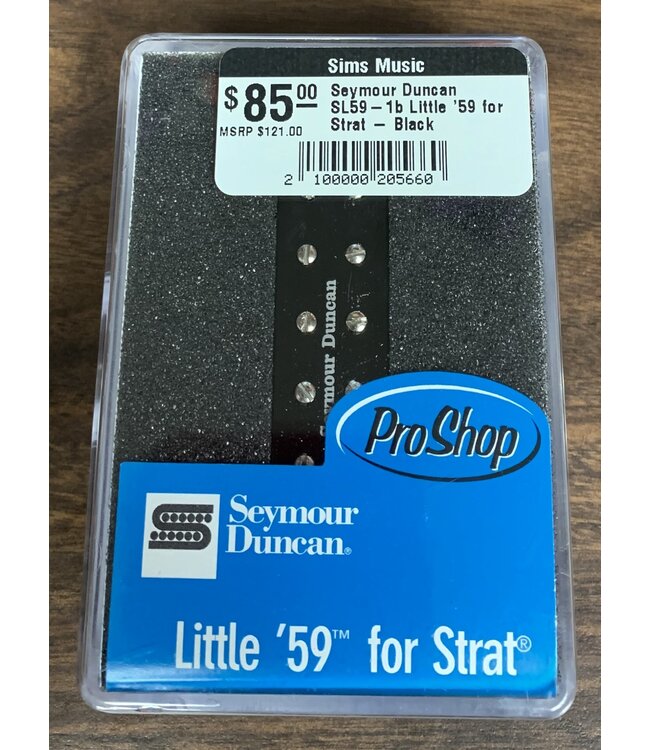 Sims Music
$85.00
MSRP $121.00
Seymour Duncan
SL59-1b Little '59 for
Strat - Black
2 100000 205660
Seymour Duncan
ProShop
Seymour
Duncan®
Little '59™ for Strat®